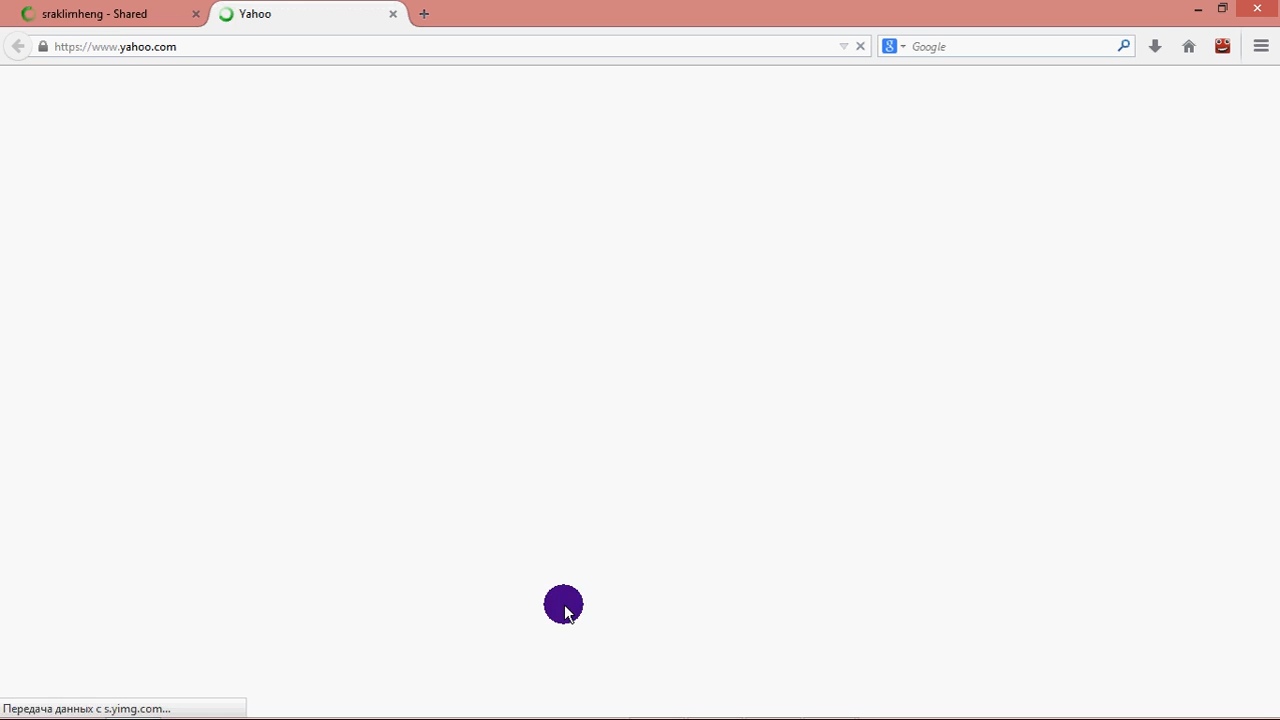 sraklimheng - Shared
Yahoo
https://www.yahoo.com
Google
Передача данных с s.yimg.com...